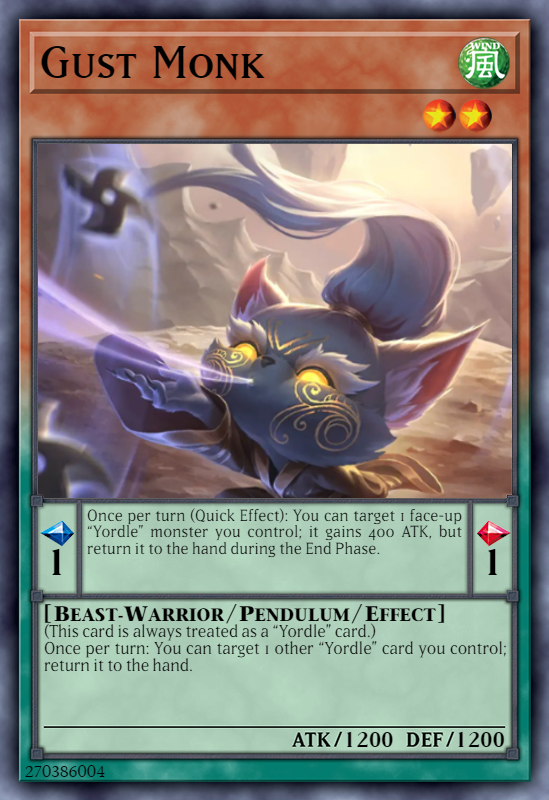 Gust Monk
WIND
風
Once per turn (Quick Effect): You can target 1 face-up
“Yordle” monster you control; it gains 400 ATK, but
return it to the hand during the End Phase.
1
1
[Beast-Warrior/Pendulum/Effect]
(This card is always treated as a “Yordle” card.)
Once per turn: You can target 1 other “Yordle” card you control;
return it to the hand.
ATK/1200 DEF/1200
270386004